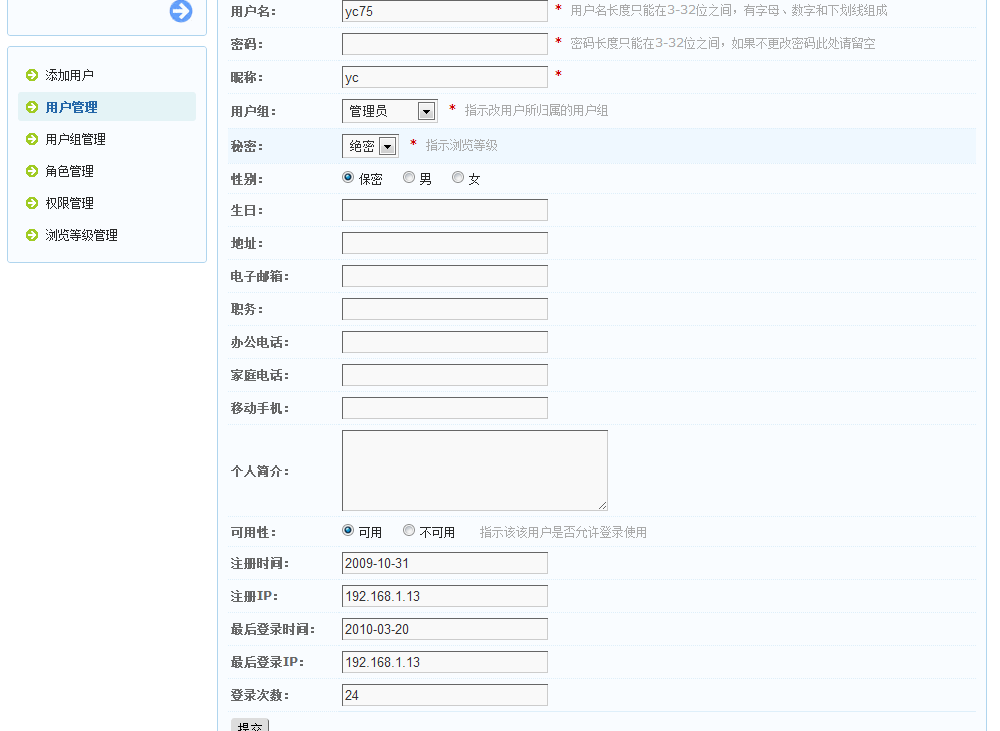 添加用户
用户管理
用户组管理
角色管理
权限管理
浏览等级管理
用户名： yc75 * 用户名长度只能在3-32位之间，有字母、数字和下划线组成
密码： * 密码长度只能在3-32位之间，如果不更改密码此处请留空
昵称： yc *
用户组： 管理员 * 指示改用户所归属的用户组
秘密： 绝密 * 指示浏览等级
性别： 保密 男 女
生日：
地址：
电子邮箱：
职务：
办公电话：
家庭电话：
移动手机：
个人简介：
可用性： 可用 不可用 指示该该用户是否允许登录使用
注册时间： 2009-10-31
注册IP： 192.168.1.13
最后登录时间： 2010-03-20
最后登录IP： 192.168.1.13
登录次数： 24
提交